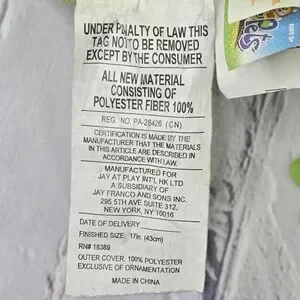 UNDER PNALTY OF LAW THIS
TAG NOT TO BE REMOVED
EXCEPT BY THE CONSUMER
ALL NEW MATERIAL
CONSISTING OF
POLYESTER FIBER 100%
REG. NO. PA-28426 (CN)
CERTIFICATION IS MADE BY THE
MANUFACTURER THAT THE MATERIALS
IN THIS ARTICLE ARE DESCRIBED IN
ACCORDANCE WITH LAW.
MANUFACTURED FOR
JAY AT PLAY INT'L HK LTD
A SUBSIDIARY OF
JAY FRANCO AND SONS INC.
295 5TH AVE SUITE 312,
NEW YORK, NY 10016
DATE OF DELIVERY
FINISHED SIZE: 17in. (43cm)
RN# 18389
OUTER COVER: 100% POLYESTER
EXCLUSIVE OF ORNAMENTATION
MADE IN CHINA